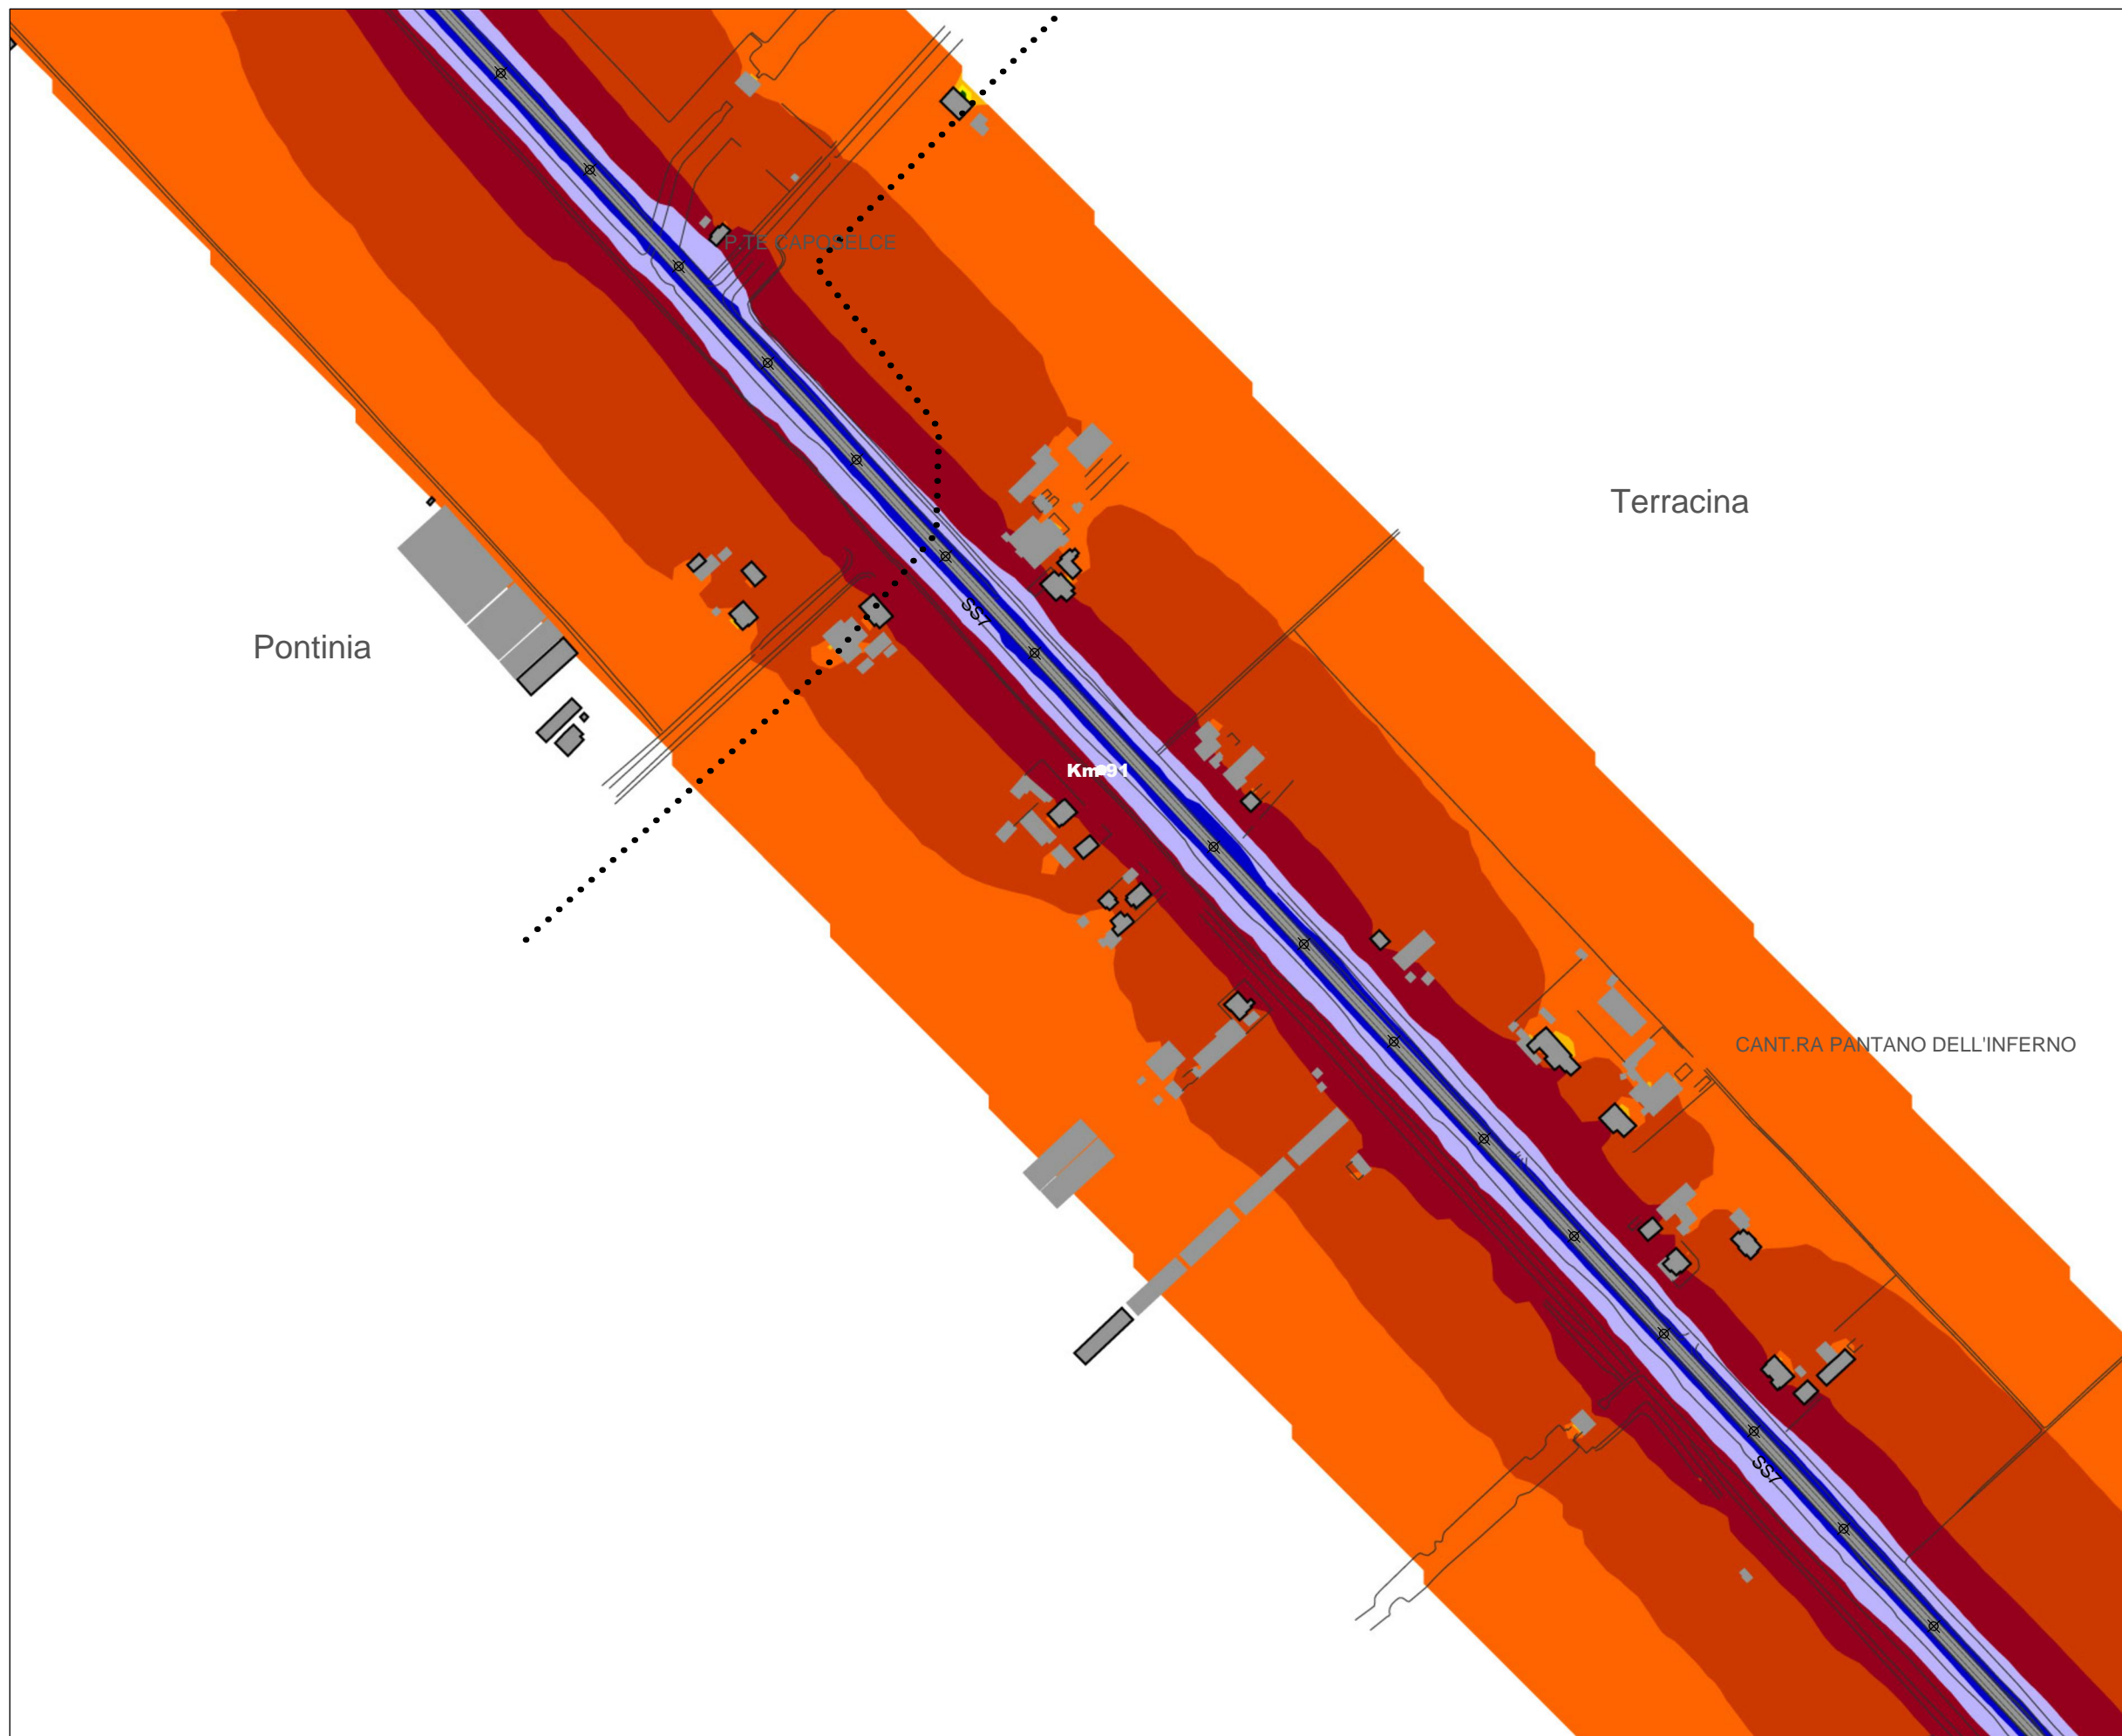 P.TE CAPOSELCE
Terracina
SS7
Pontinia
Km 91
CANT.RA PANTANO DELL'INFERNO
SS7